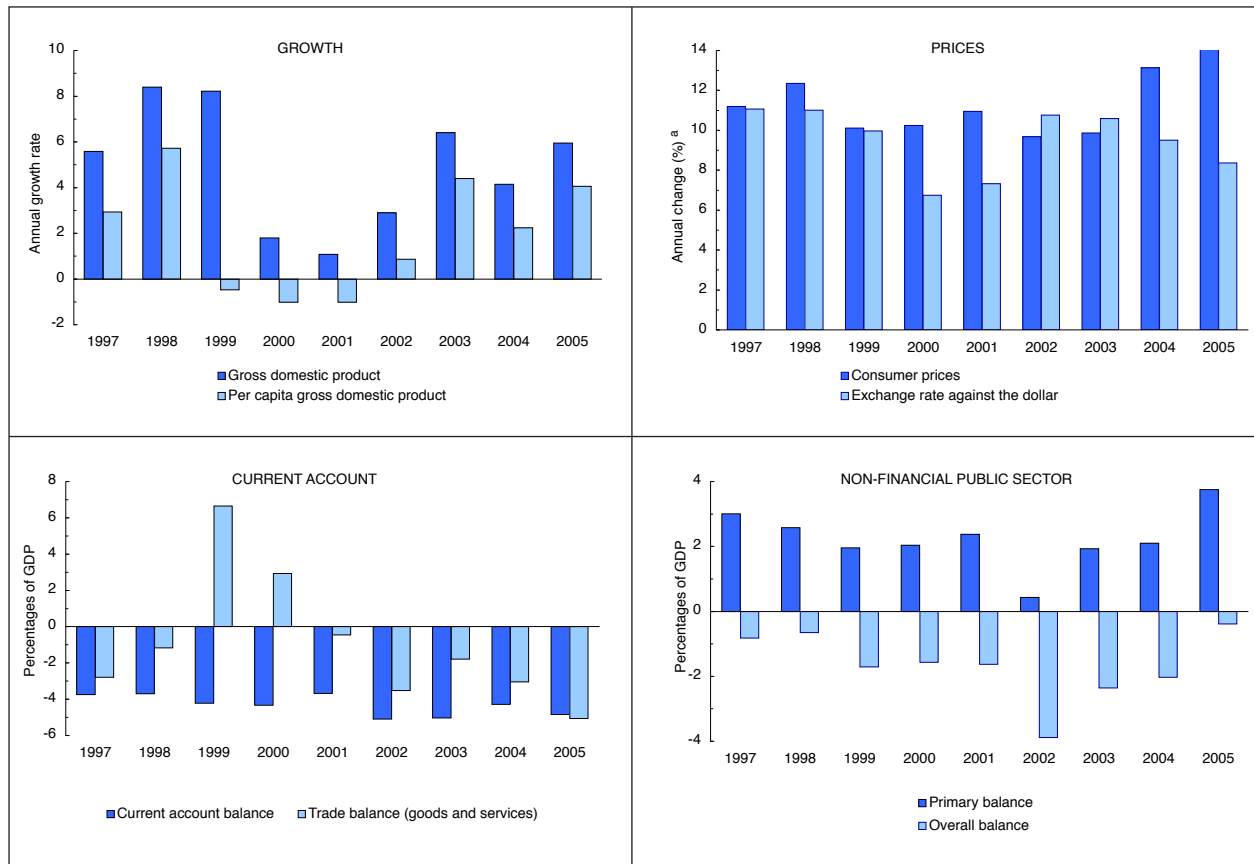 GROWTH
Annual growth rate
10
8
6
4
2
0
-2
1997 1998 1999 2000 2001 2002 2003 2004 2005
Gross domestic product
Per capita gross domestic product
PRICES
Annual change (%) a
14
12
10
8
6
4
2
0
1997 1998 1999 2000 2001 2002 2003 2004 2005
Consumer prices
Exchange rate against the dollar
CURRENT ACCOUNT
Percentages of GDP
8
6
4
2
0
-2
-4
-6
1997 1998 1999 2000 2001 2002 2003 2004 2005
Current account balance Trade balance (goods and services)
NON-FINANCIAL PUBLIC SECTOR
Percentages of GDP
4
2
0
-2
-4
1997 1998 1999 2000 2001 2002 2003 2004 2005
Primary balance
Overall balance